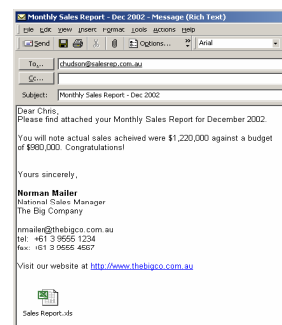 Monthly Sales Report - Dec 2002 - Message (Rich Text)
File Edit View Insert Format Tools Actions Help
Send Options... Arial
To... chudson@salesrep.com.au
Cc...
Subject: Monthly Sales Report - Dec 2002
Dear Chris,
Please find attached your Monthly Sales Report for December 2002.
You will note actual sales acheived were $1,220,000 against a budget
of $980,000. Congratulations!
Yours sincerely,
Norman Mailer
National Sales Manager
The Big Company
nmailer@thebigco.com.au
tel: +61 3 9555 1234
fax: +61 3 9555 4567
Visit our website at http://www.thebigco.com.au
Sales Report.xls